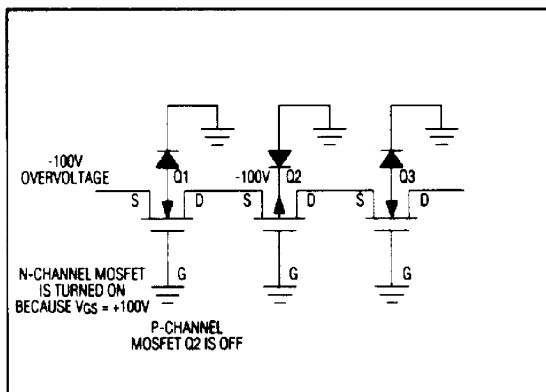 -100V
OVERVOLTAGE
Q1
-100V
Q2
Q3
S
D
S
D
S
D
G
G
G
N-CHANNEL MOSFET
IS TURNED ON
BECAUSE VGS = +100V
P-CHANNEL
MOSFET Q2 IS OFF